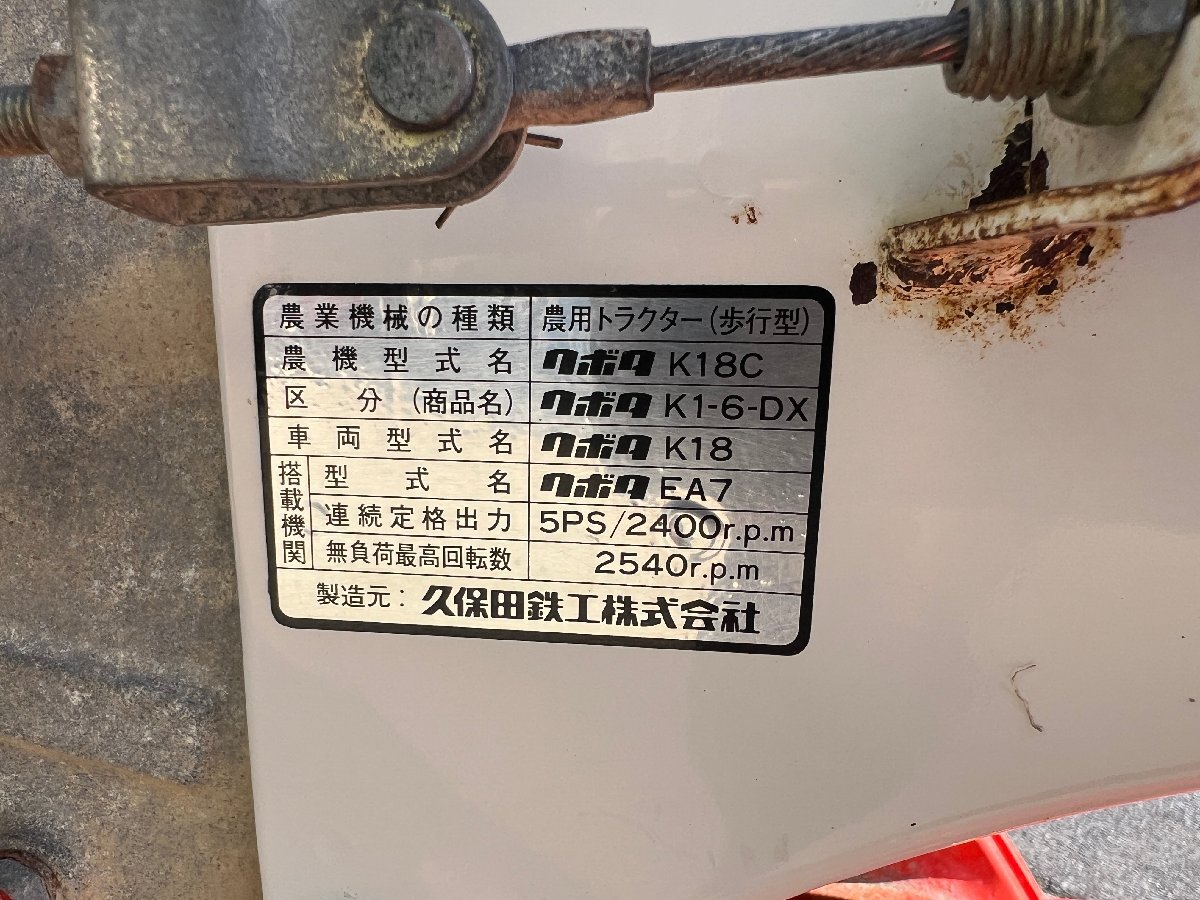 農業機械の種類 農用トラクター(歩行型)
農機型式名 クボタ K18C
区分(商品名) クボタ K1-6-DX
車両型式名 クボタ K18
搭載機関 型式名 クボタ EA7
連続定格出力 5PS/2400r.p.m
無負荷最高回転数 2540r.p.m
製造元:久保田鉄工株式会社